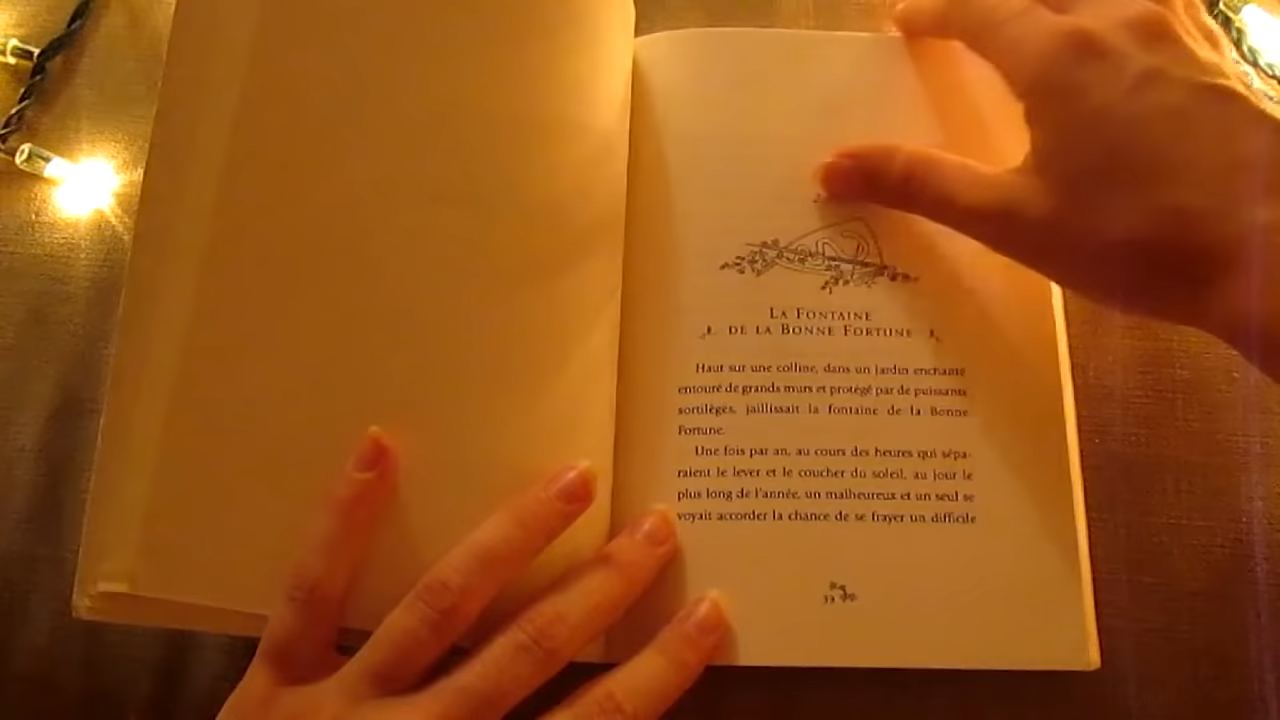 La Fontaine
de la Bonne Fortune
Haut sur une colline, dans un jardin enchanté
entouré de grands murs et protégé par de puissants
sortilèges, jaillissait la fontaine de la Bonne
Fortune.
Une fois par an, au cours des heures qui sépa-
raient le lever et le coucher du soleil, au jour le
plus long de l'année, un malheureux et un seul se
voyait accorder la chance de se frayer un difficile
33